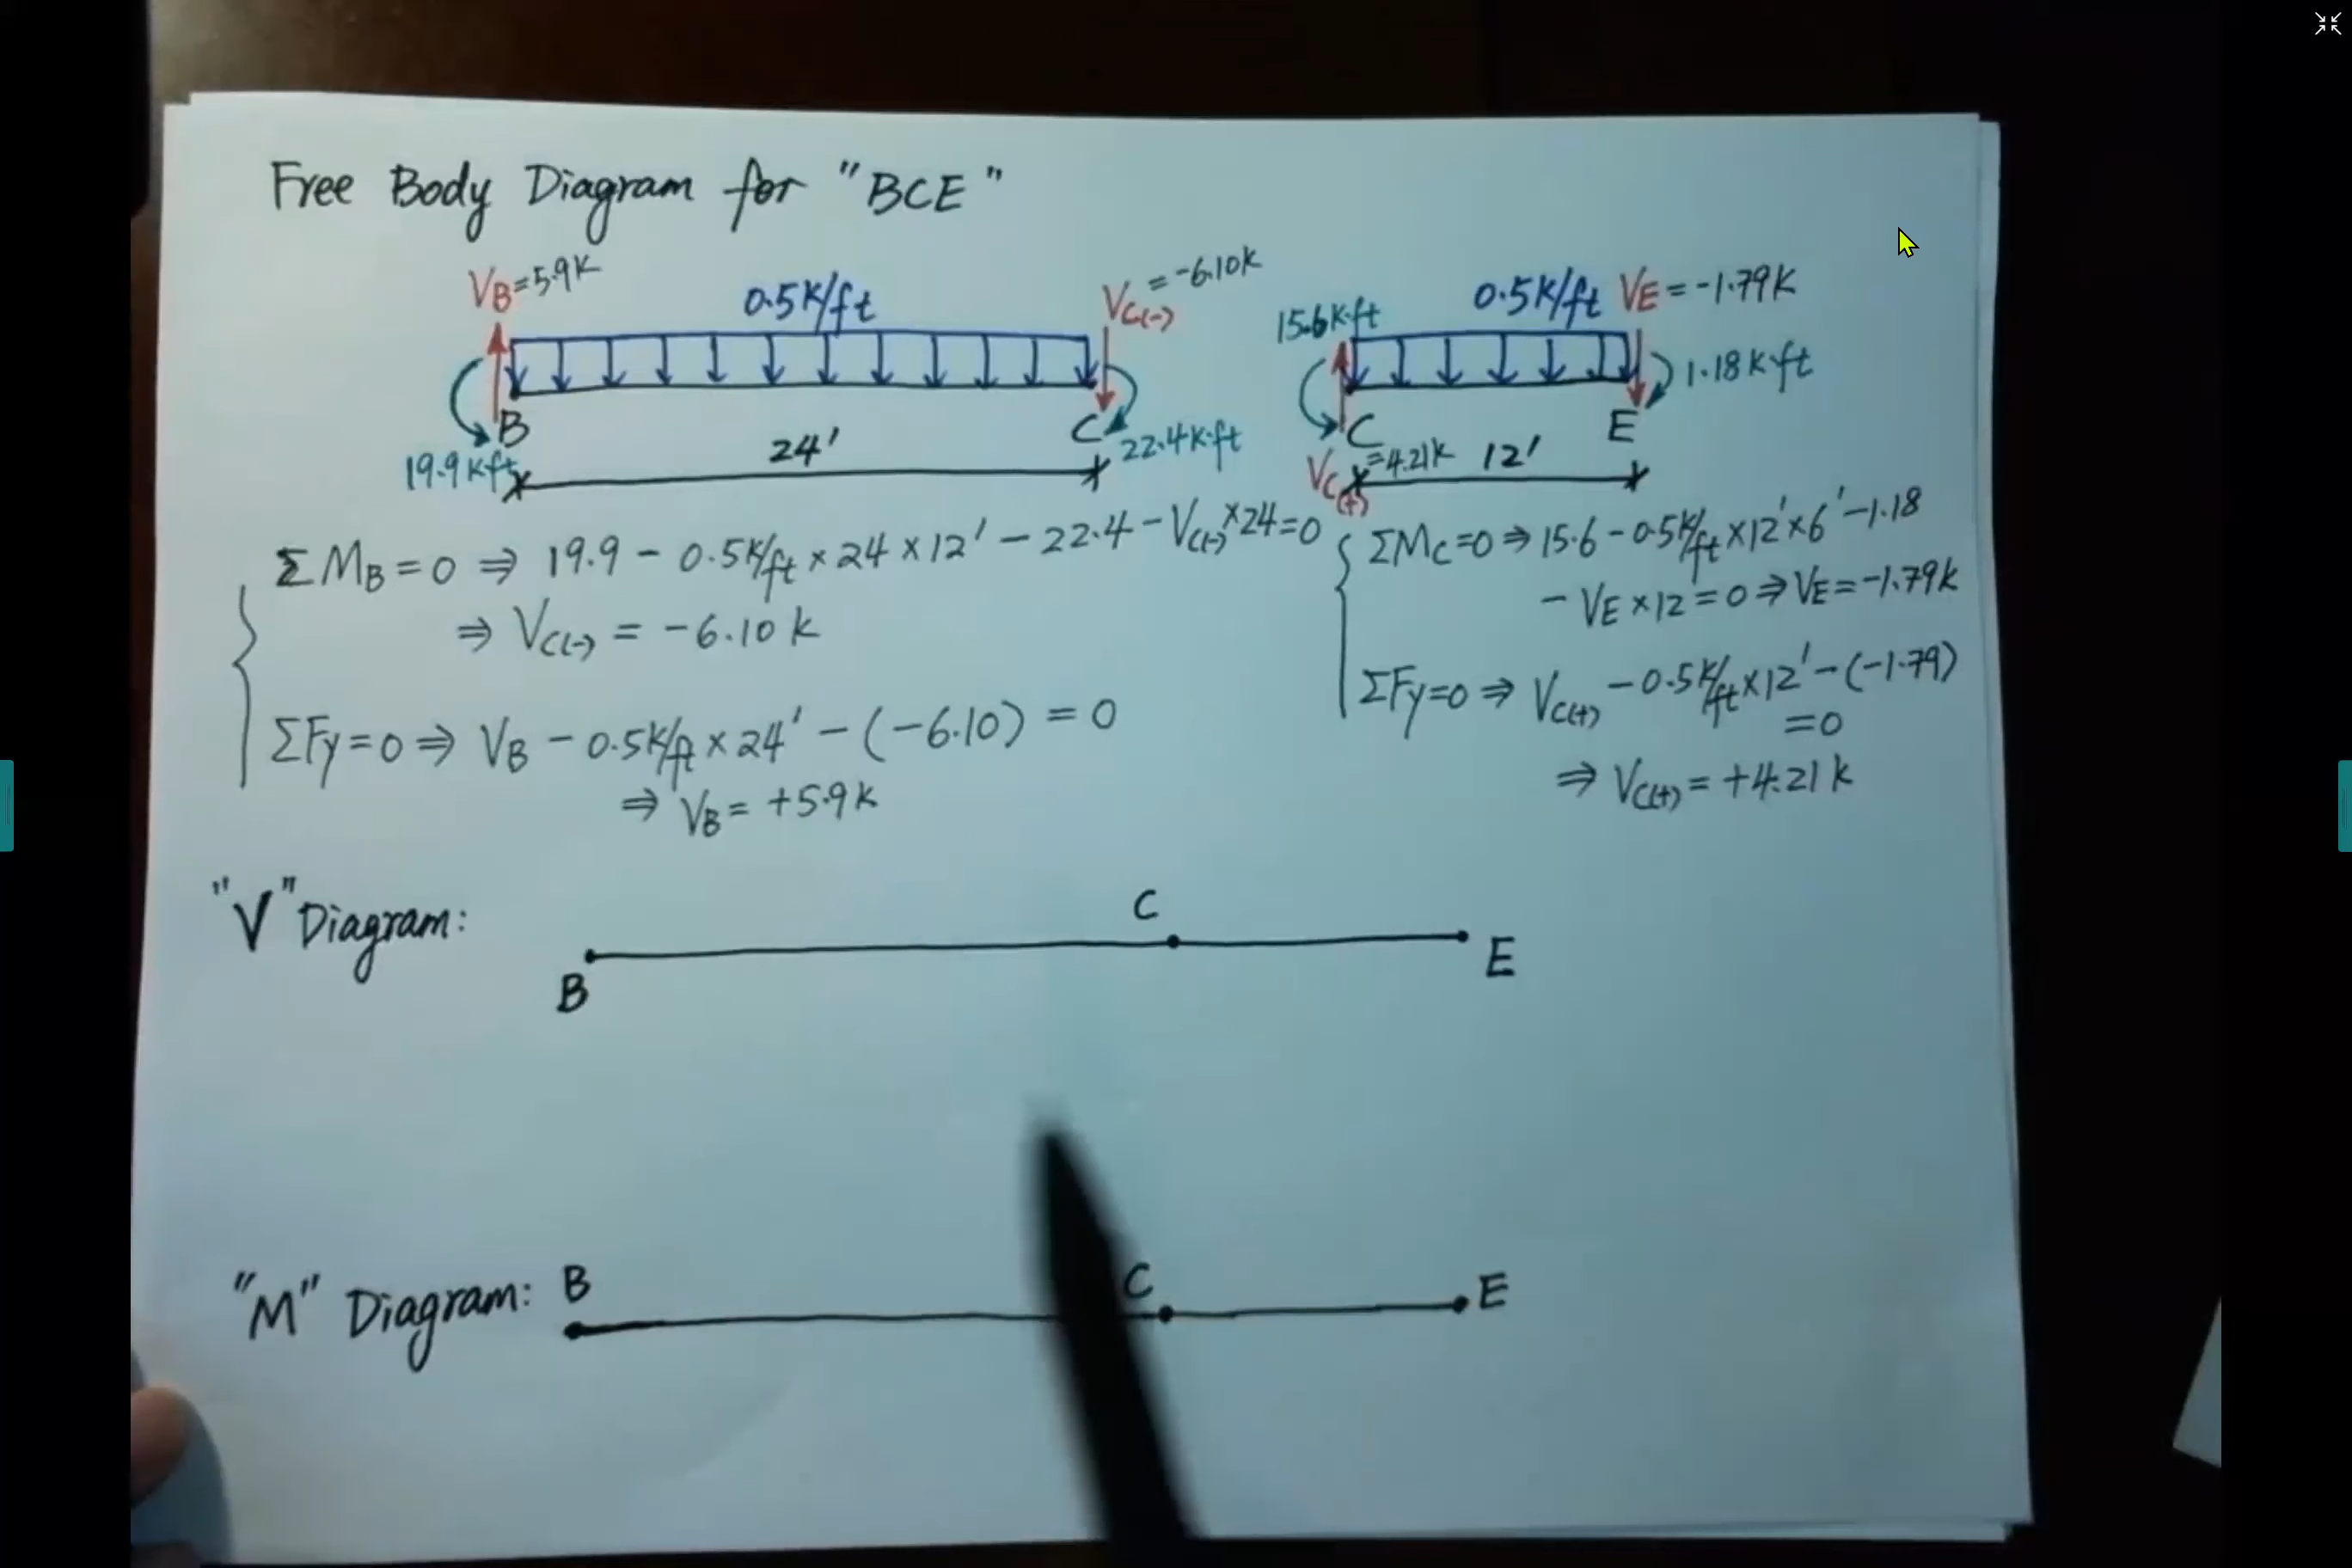 Free Body Diagram for "BCE"
VB=5.9K
0.5K/ft
VC(-) = -6.10K
B
24'
C
19.9 K·ft
22.4 K·ft
15.6 K·ft
0.5K/ft
VE = -1.79K
1.18 K·ft
C
E
VC(+) =4.21K
12'
ΣMB=0 ⇒ 19.9 - 0.5K/ft × 24 × 12' - 22.4 - VC(-) ×24=0
⇒ VC(-) = -6.10 K
ΣFy=0 ⇒ VB - 0.5K/ft × 24' - (-6.10) = 0
⇒ VB = +5.9K
ΣMC=0 ⇒ 15.6 - 0.5K/ft ×12'×6' -1.18
- VE ×12 =0 ⇒ VE = -1.79K
ΣFy=0 ⇒ VC(+) - 0.5K/ft ×12' - (-1.79)
=0
⇒ VC(+) = +4.21 K
"V" Diagram:
B
C
E
"M" Diagram:
B
C
E